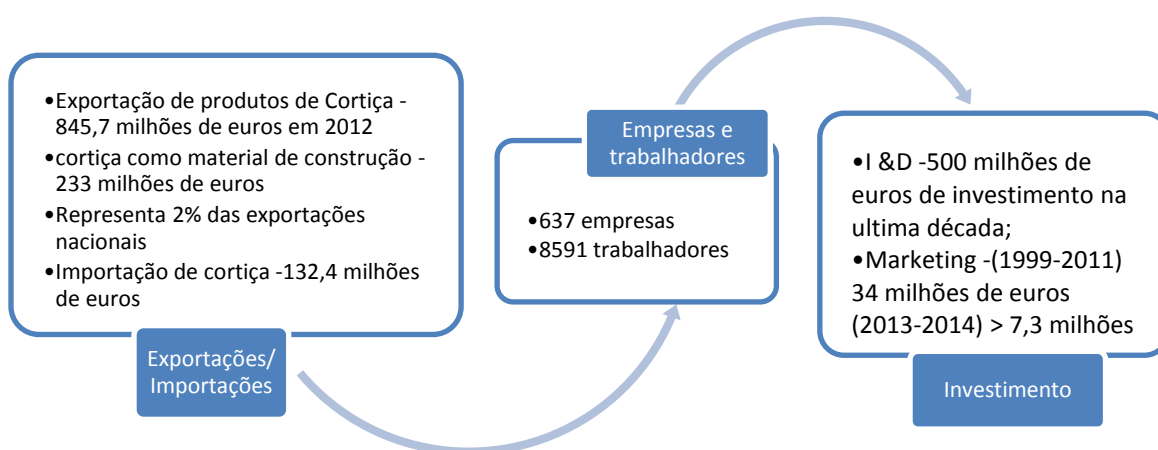 •Exportação de produtos de Cortiça -
845,7 milhões de euros em 2012
•cortiça como material de construção -
233 milhões de euros
•Representa 2% das exportações
nacionais
•Importação de cortiça -132,4 milhões
de euros
Exportações/
Importações
Empresas e
trabalhadores
•637 empresas
•8591 trabalhadores
•I &D -500 milhões de
euros de investimento na
ultima década;
•Marketing -(1999-2011)
34 milhões de euros
(2013-2014) > 7,3 milhões
Investimento